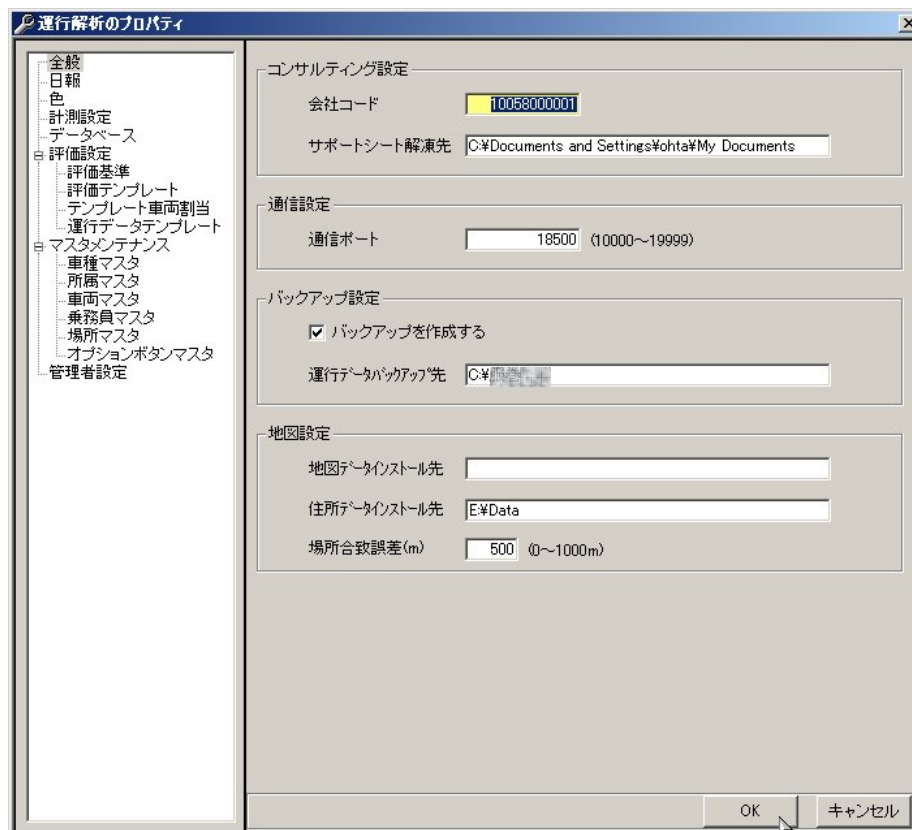 運行解析のプロパティ
全般
日報
色
計測設定
データベース
評価設定
評価基準
評価テンプレート
テンプレート車両割当
運行データテンプレート
マスタメンテナンス
車種マスタ
所属マスタ
車両マスタ
乗務員マスタ
場所マスタ
オプションボタンマスタ
管理者設定
コンサルティング設定
会社コード 10058000001
サポートシート解凍先 C:¥Documents and Settings¥ohta¥My Documents
通信設定
通信ポート 18500 (10000～19999)
バックアップ設定
バックアップを作成する
運行ﾃﾞｰﾀﾊﾞｯｸｱｯﾌﾟ先 C:¥
地図設定
地図ﾃﾞｰﾀｲﾝｽﾄｰﾙ先
住所ﾃﾞｰﾀｲﾝｽﾄｰﾙ先 E:¥Data
場所合致誤差(m) 500 (0～1000m)
OK キャンセル